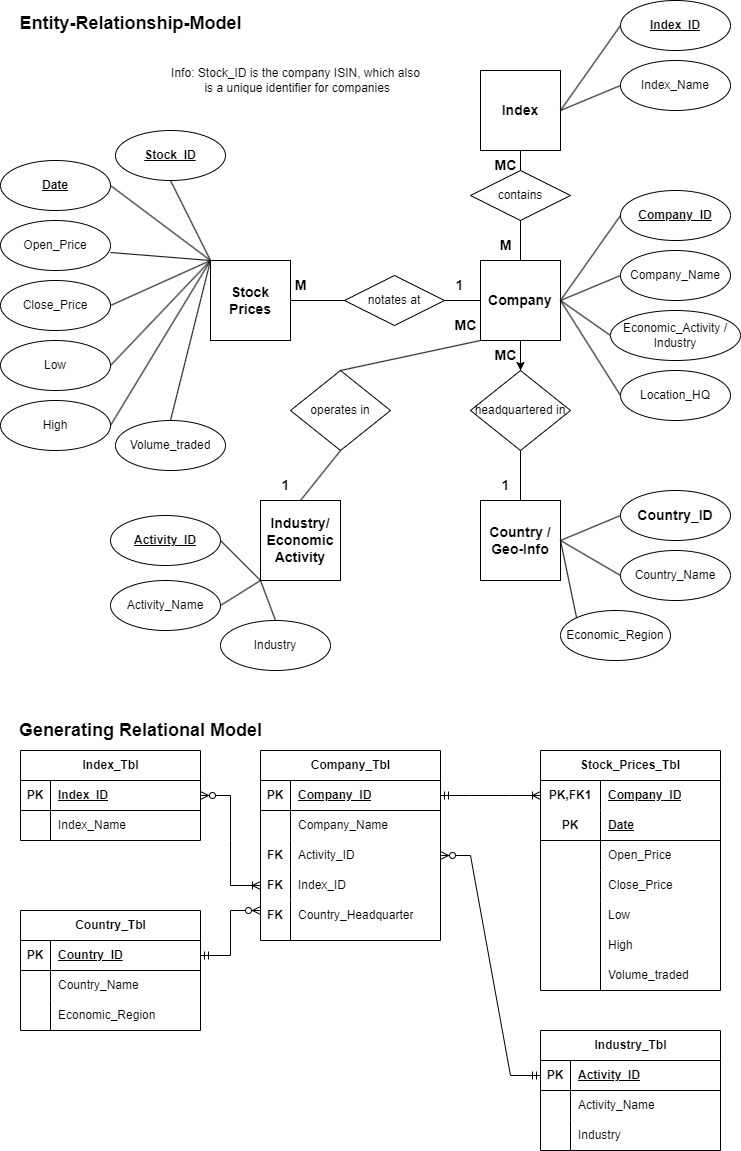 Entity-Relationship-Model
Info: Stock_ID is the company ISIN, which also
is a unique identifier for companies
Index_ID
Index_Name
Index
MC
contains
M
Stock_ID
Date
Open_Price
Close_Price
Low
High
Volume_traded
Stock
Prices
M
notates at
1
Company
Company_ID
Company_Name
Economic_Activity /
Industry
Location_HQ
MC
MC
operates in
headquartered in
1
1
Industry/
Economic
Activity
Activity_ID
Activity_Name
Industry
Country /
Geo-Info
Country_ID
Country_Name
Economic_Region
Generating Relational Model
Index_Tbl
PK Index_ID
Index_Name
Company_Tbl
PK Company_ID
Company_Name
FK Activity_ID
FK Index_ID
FK Country_Headquarter
Stock_Prices_Tbl
PK,FK1 Company_ID
PK Date
Open_Price
Close_Price
Low
High
Volume_traded
Country_Tbl
PK Country_ID
Country_Name
Economic_Region
Industry_Tbl
PK Activity_ID
Activity_Name
Industry